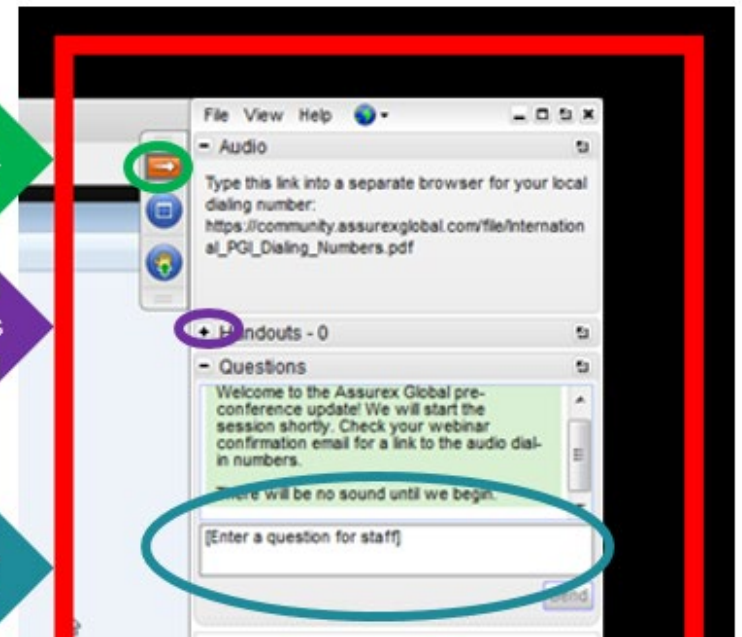 File View Help
- Audio
Type this link into a separate browser for your local
dialing number:
https://community.assurexglobal.com/file/Internation
al_PGI_Dialing_Numbers.pdf
+ Handouts - 0
- Questions
Welcome to the Assurex Global pre-
conference update! We will start the
session shortly. Check your webinar
confirmation email for a link to the audio dial-
in numbers.
There will be no sound until we begin.
[Enter a question for staff]
Send